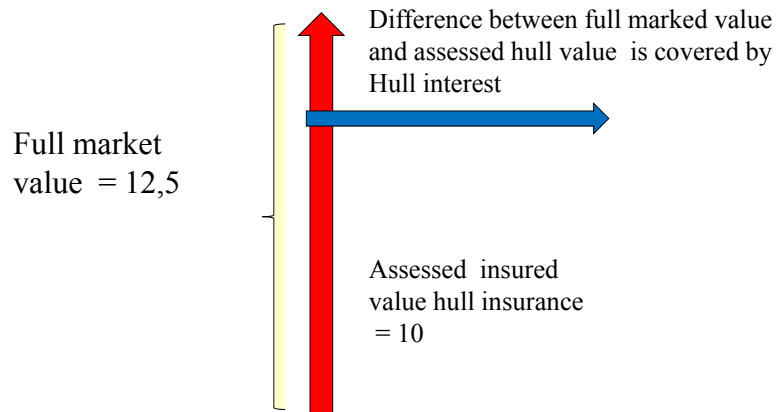 Difference between full marked value
and assessed hull value is covered by
Hull interest
Full market
value = 12,5
Assessed insured
value hull insurance
= 10